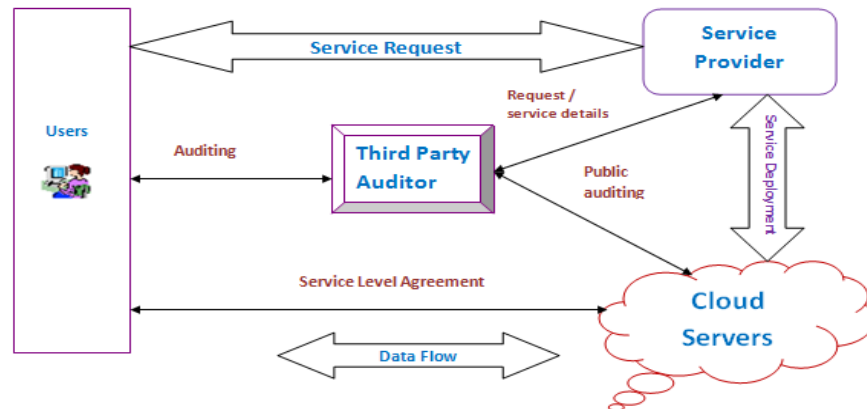 Service Request
Service
Provider
Request /
service details
Users
Auditing
Third Party
Auditor
Public
auditing
Service Deployment
Service Level Agreement
Cloud
Servers
Data Flow